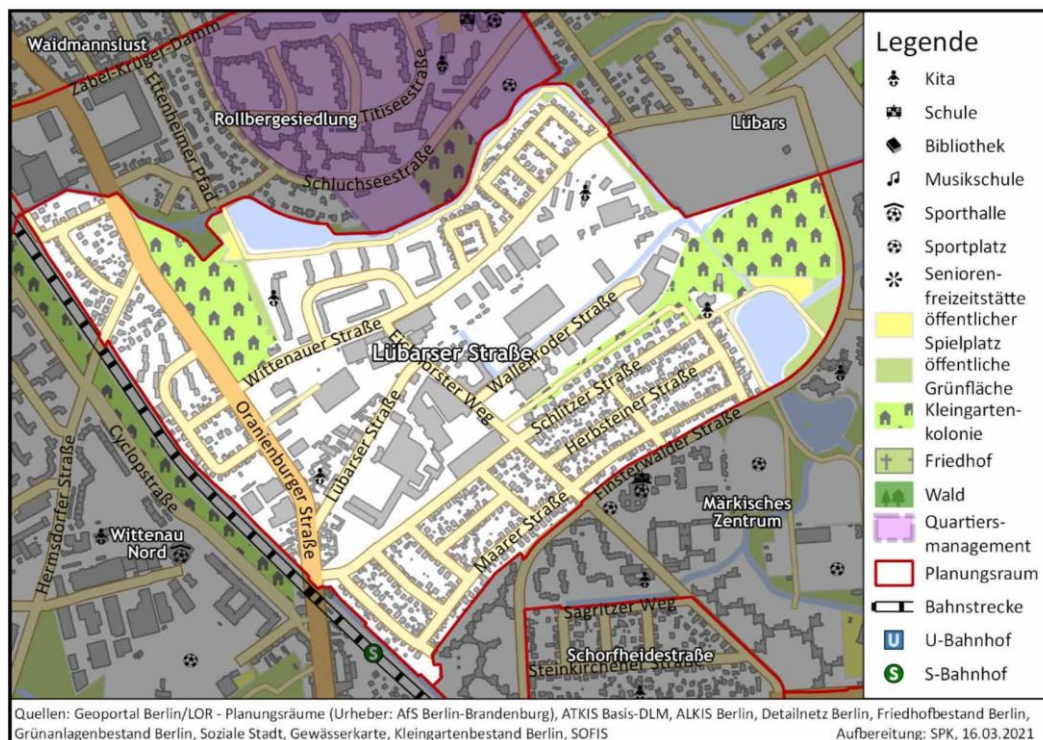 Waidmannslust
Zabel-Krüger-Damm
Ettenheimer Pfad
Titiseestraße
Rollbergesiedlung
Schluchseestraße
Lübars
Wittenauer Straße
Lübarser Straße
Wallenroder Straße
Oranienburger Straße
Lübarser Straße
Schlitzer Straße
Herbsteiner Straße
Finsterwalder Straße
Maarer Straße
Cyclopstraße
Hermsdorfer Straße
Wittenau
Nord
Märkisches
Zentrum
Sagritzer Weg
Schorfheidestraße
Steinkirchener Straße
S
Legende
Kita
Schule
Bibliothek
Musikschule
Sporthalle
Sportplatz
Senioren-
freizeitstätte
öffentlicher
Spielplatz
öffentliche
Grünfläche
Kleingarten-
kolonie
Friedhof
Wald
Quartiers-
management
Planungsraum
Bahnstrecke
U U-Bahnhof
S S-Bahnhof
Quellen: Geoportal Berlin/LOR - Planungsräume (Urheber: AfS Berlin-Brandenburg), ATKIS Basis-DLM, ALKIS Berlin, Detailnetz Berlin, Friedhofbestand Berlin,
Grünanlagenbestand Berlin, Soziale Stadt, Gewässerkarte, Kleingartenbestand Berlin, SOFIS
Aufbereitung: SPK, 16.03.2021